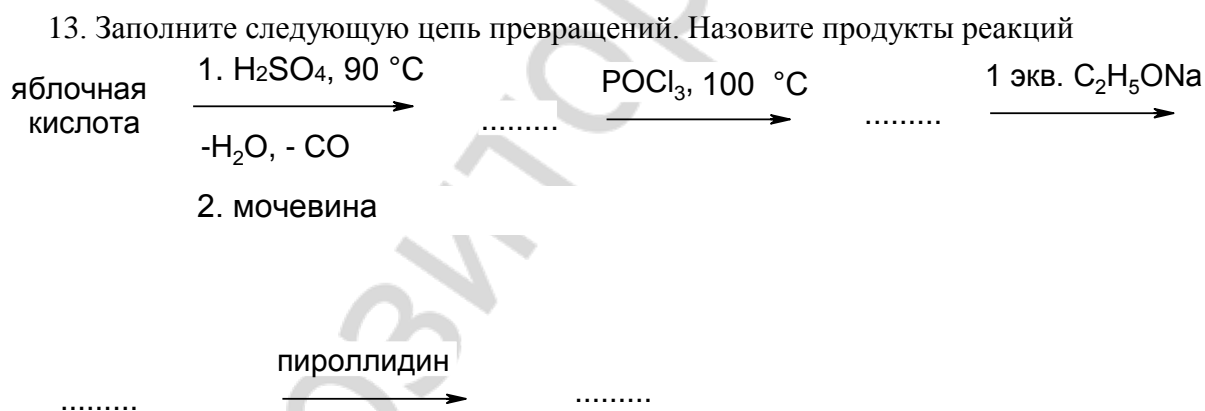 13. Заполните следующую цепь превращений. Назовите продукты реакций
яблочная
кислота
1. H₂SO₄, 90 °C
-H₂O, - CO
2. мочевина
.........
POCl₃, 100 °C
.........
1 экв. C₂H₅ONa
.........
пироллидин
.........